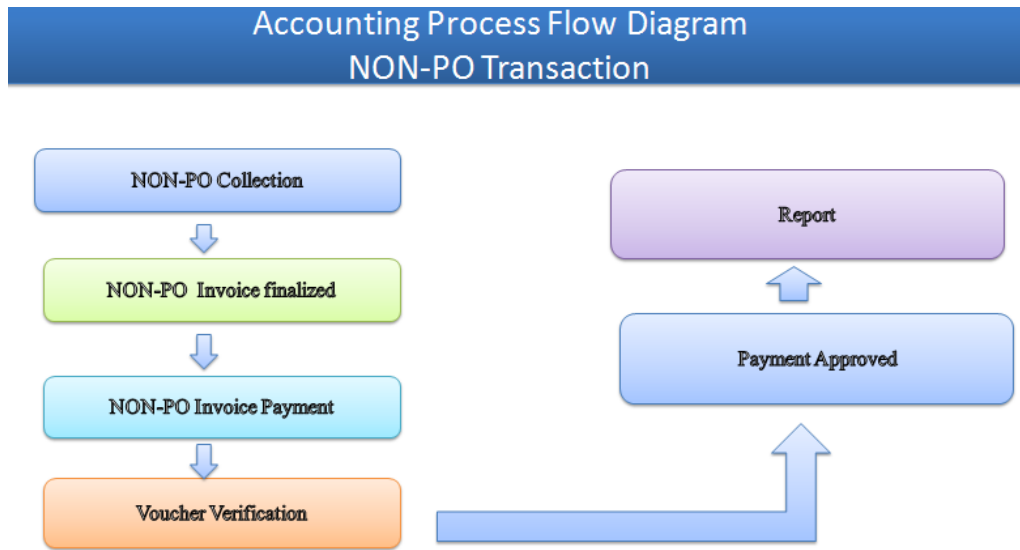 Accounting Process Flow Diagram
NON-PO Transaction
NON-PO Collection
NON-PO Invoice finalized
NON-PO Invoice Payment
Voucher Verification
Payment Approved
Report